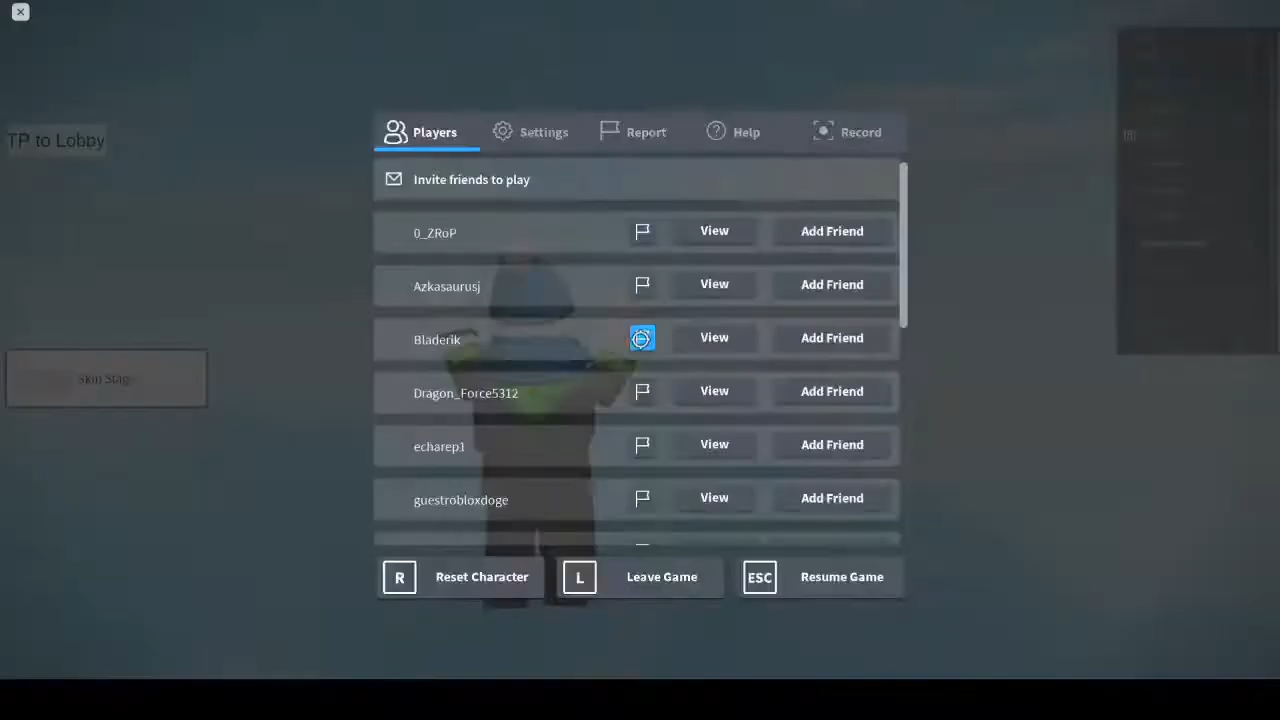 TP to Lobby
Players
Settings
Report
Help
Record
Invite friends to play
0_ZRoP
View
Add Friend
Azkasaurusj
View
Add Friend
Bladerik
View
Add Friend
Dragon_Force5312
View
Add Friend
echarep1
View
Add Friend
guestrobloxdoge
View
Add Friend
Skip Stage
R
Reset Character
L
Leave Game
ESC
Resume Game